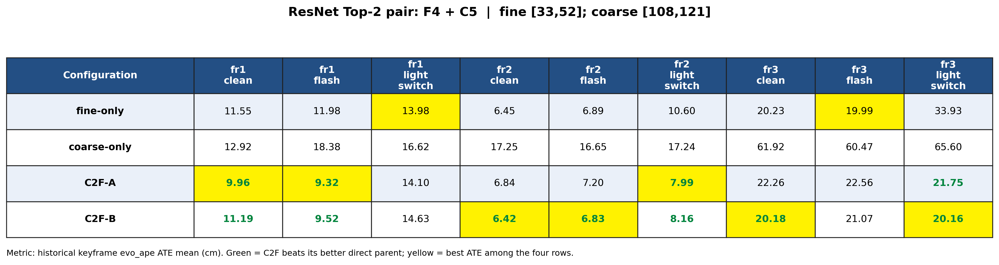 ResNet Top-2 pair: F4 + C5 | fine [33,52]; coarse [108,121]
Configuration fr1 clean fr1 flash fr1 light switch fr2 clean fr2 flash fr2 light switch fr3 clean fr3 flash fr3 light switch
fine-only 11.55 11.98 13.98 6.45 6.89 10.60 20.23 19.99 33.93
coarse-only 12.92 18.38 16.62 17.25 16.65 17.24 61.92 60.47 65.60
C2F-A 9.96 9.32 14.10 6.84 7.20 7.99 22.26 22.56 21.75
C2F-B 11.19 9.52 14.63 6.42 6.83 8.16 20.18 21.07 20.16
Metric: historical keyframe evo_ape ATE mean (cm). Green = C2F beats its better direct parent; yellow = best ATE among the four rows.